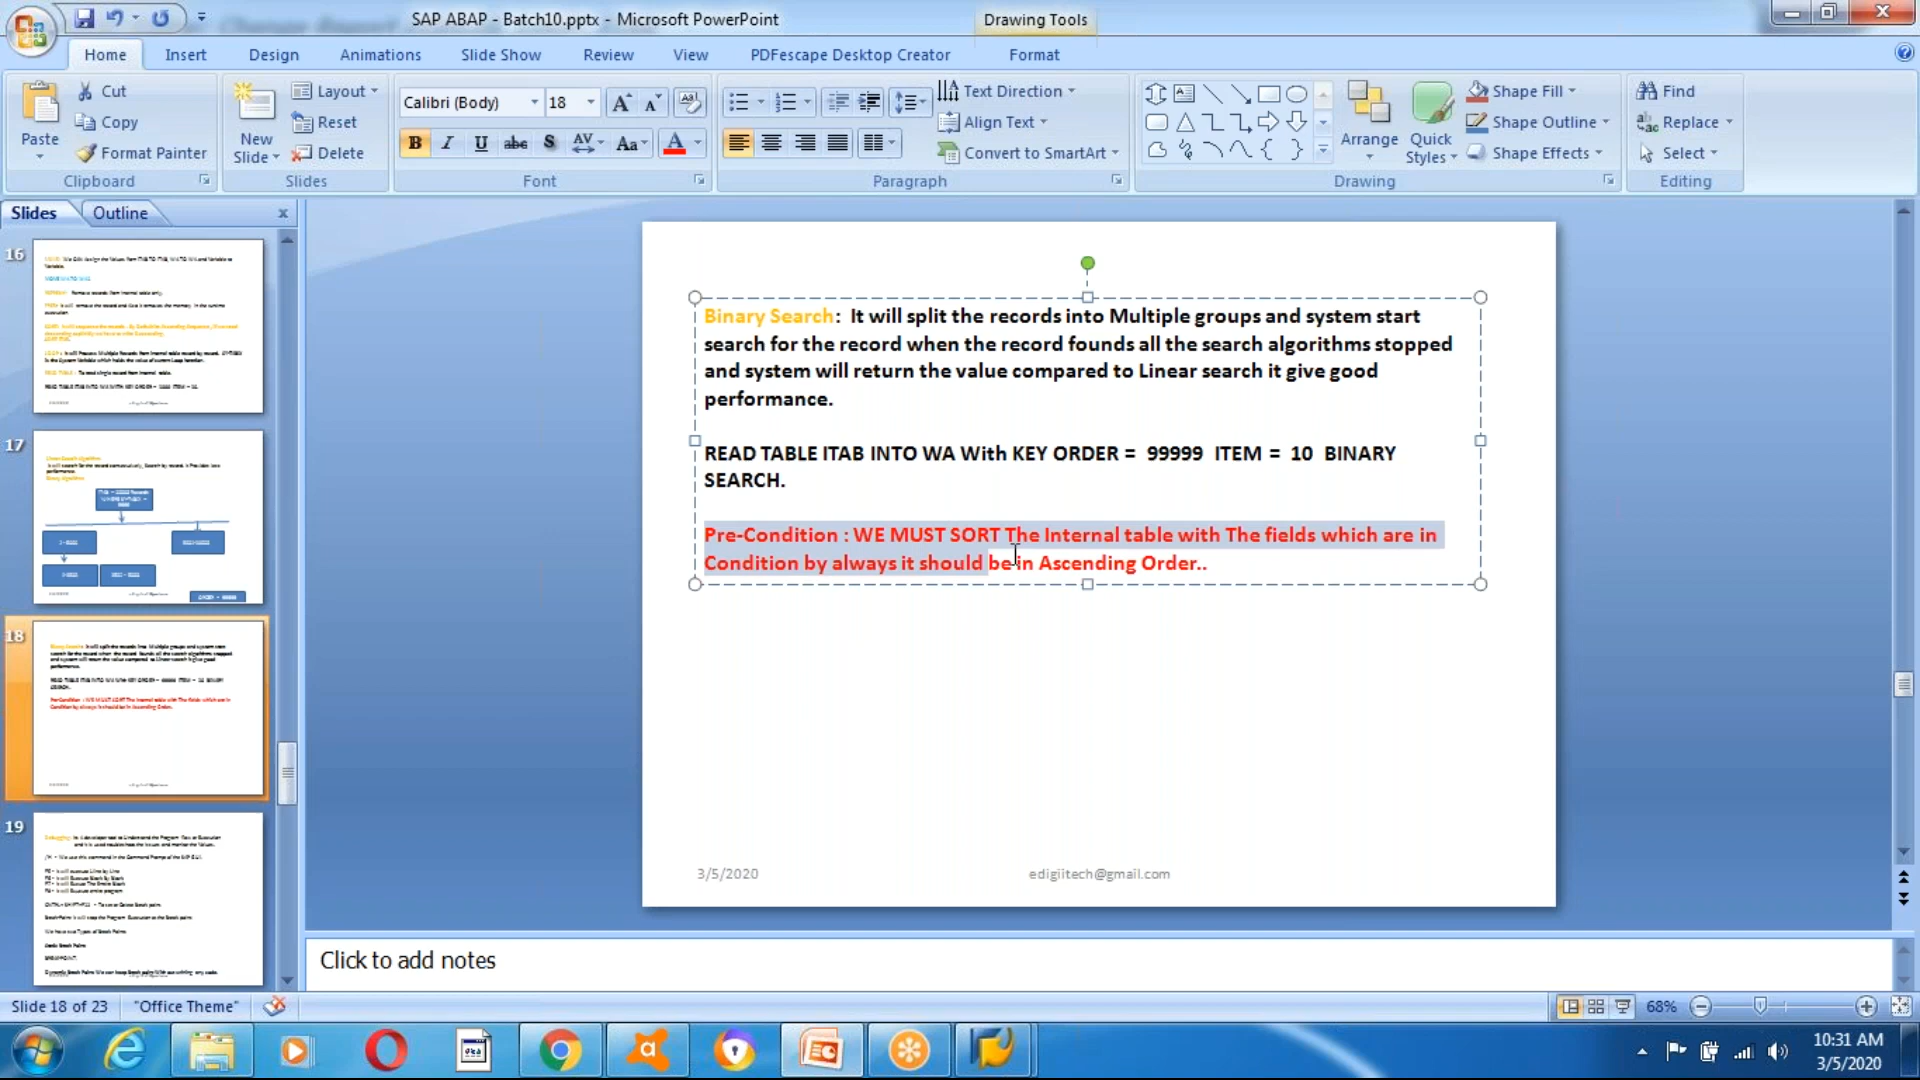 SAP ABAP - Batch10.pptx - Microsoft PowerPoint
Drawing Tools
Home Insert Design Animations Slide Show Review View PDFescape Desktop Creator Format
Paste
Cut
Copy
Format Painter
Clipboard
New Slide
Layout
Reset
Delete
Slides
Calibri (Body) 18
B I U abc S AV Aa A
Font
Text Direction
Align Text
Convert to SmartArt
Paragraph
Arrange
Quick Styles
Shape Fill
Shape Outline
Shape Effects
Drawing
Find
Replace
Select
Editing
Slides Outline
16
17
18
19
Binary Search: It will split the records into Multiple groups and system start
search for the record when the record founds all the search algorithms stopped
and system will return the value compared to Linear search it give good
performance.
READ TABLE ITAB INTO WA With KEY ORDER = 99999 ITEM = 10 BINARY
SEARCH.
Pre-Condition : WE MUST SORT The Internal table with The fields which are in
Condition by always it should be in Ascending Order..
3/5/2020 edigiitech@gmail.com
Click to add notes
Slide 18 of 23 "Office Theme" 68%
10:31 AM
3/5/2020